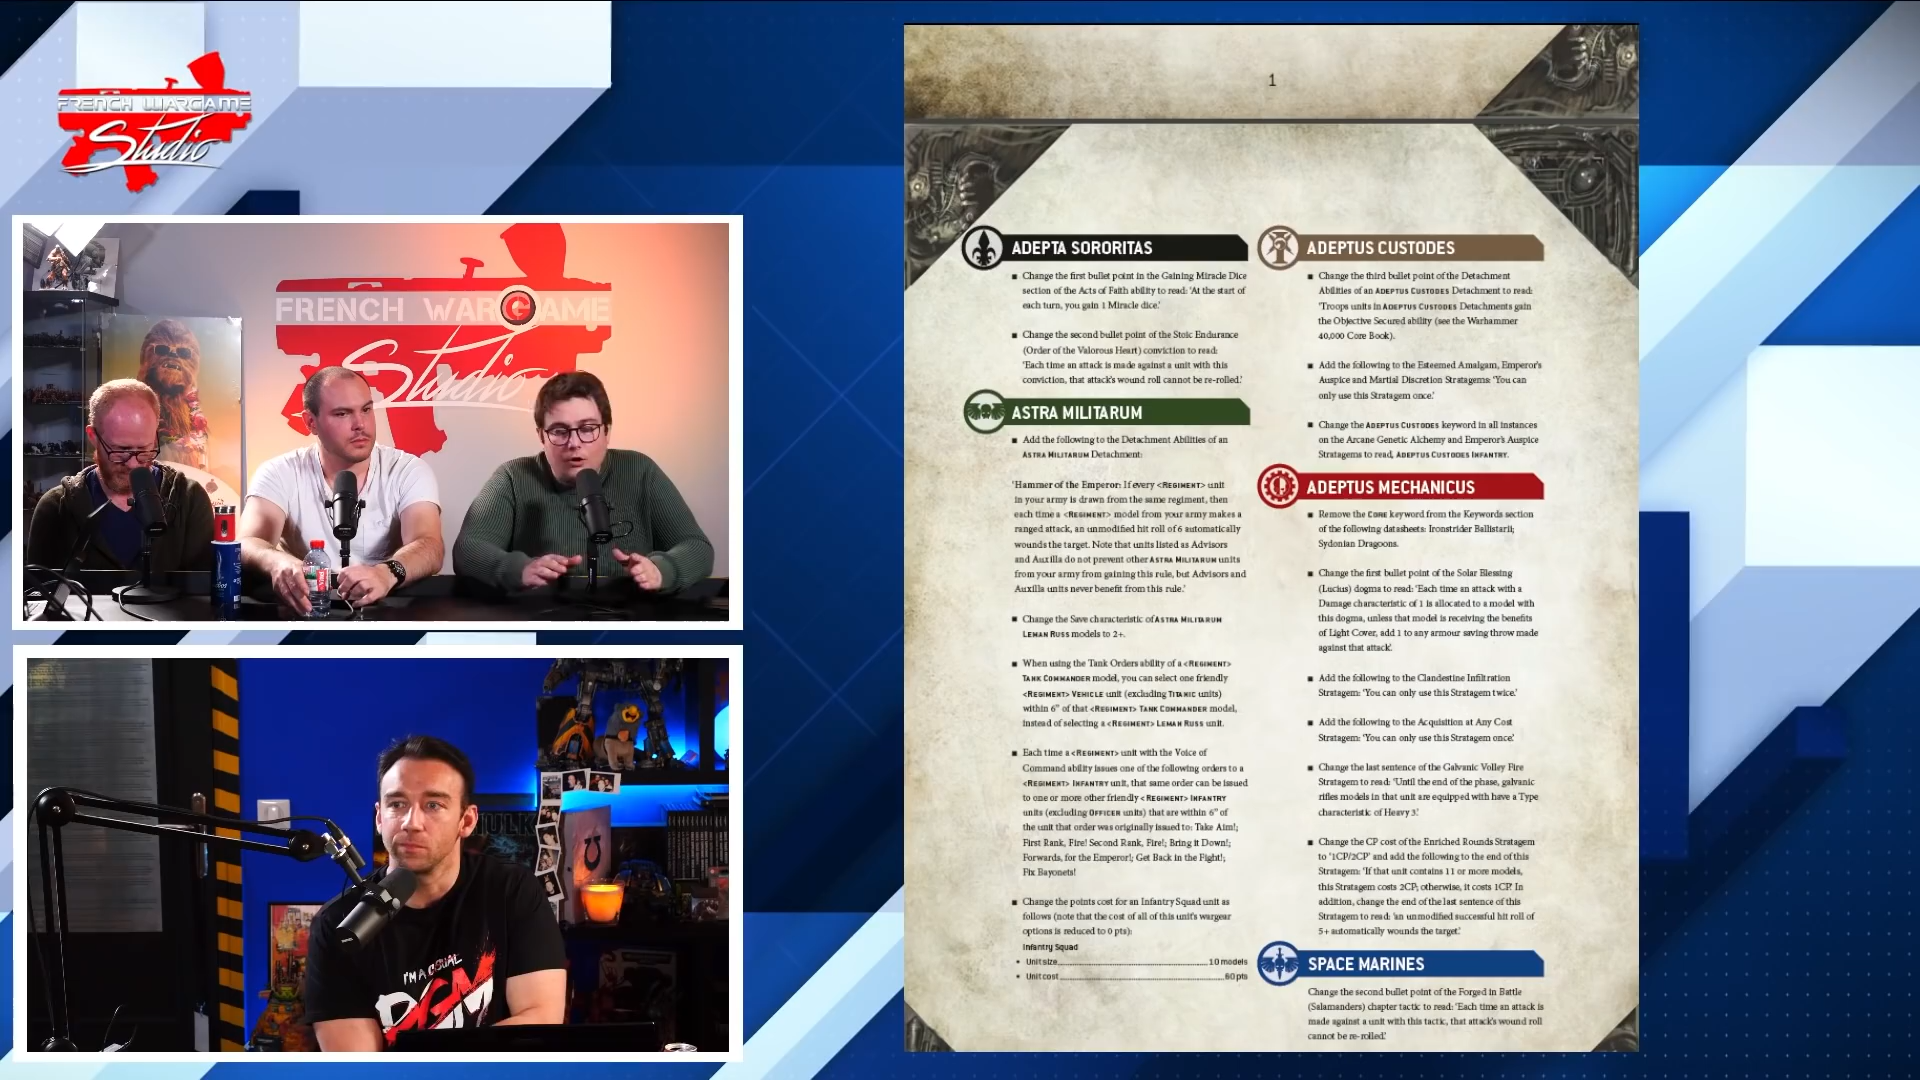 FRENCH WARGAME
Studio
FRENCH WARGAME
Studio
I'M A CASUAL
1
ADEPTA SORORITAS
▪ Change the first bullet point in the Gaining Miracle Dice
section of the Acts of Faith ability to read: 'At the start of
each turn, you gain 1 Miracle dice.'
▪ Change the second bullet point of the Stoic Endurance
(Order of the Valorous Heart) conviction to read:
'Each time an attack is made against a unit with this
conviction, that attack's wound roll cannot be re-rolled.'
ASTRA MILITARUM
▪ Add the following to the Detachment Abilities of an
ASTRA MILITARUM Detachment:
'Hammer of the Emperor: If every <REGIMENT> unit
in your army is drawn from the same regiment, then
each time a <REGIMENT> model from your army makes a
ranged attack, an unmodified hit roll of 6 automatically
wounds the target. Note that units listed as Advisors
and Auxilla do not prevent other ASTRA MILITARUM units
from your army from gaining this rule, but Advisors and
Auxilla units never benefit from this rule.'
▪ Change the Save characteristic of ASTRA MILITARUM
LEMAN RUSS models to 2+.
▪ When using the Tank Orders ability of a <REGIMENT>
TANK COMMANDER model, you can select one friendly
<REGIMENT> VEHICLE unit (excluding TITANIC units)
within 6" of that <REGIMENT> TANK COMMANDER model,
instead of selecting a <REGIMENT> LEMAN RUSS unit.
▪ Each time a <REGIMENT> unit with the Voice of
Command ability issues one of the following orders to a
<REGIMENT> INFANTRY unit, that same order can be issued
to one or more other friendly <REGIMENT> INFANTRY
units (excluding OFFICER units) that are within 6" of
the unit that order was originally issued to: Take Aim!;
First Rank, Fire! Second Rank, Fire!; Bring it Down!;
Forwards, for the Emperor!; Get Back in the Fight!;
Fix Bayonets!
▪ Change the points cost for an Infantry Squad unit as
follows (note that the cost of all of this unit's wargear
options is reduced to 0 pts):
Infantry Squad
• Unit size 10 models
• Unit cost 60 pts
ADEPTUS CUSTODES
▪ Change the third bullet point of the Detachment
Abilities of an ADEPTUS CUSTODES Detachment to read:
'Troops units in ADEPTUS CUSTODES Detachments gain
the Objective Secured ability (see the Warhammer
40,000 Core Book).
▪ Add the following to the Esteemed Amalgam, Emperor's
Auspice and Martial Discretion Stratagems: 'You can
only use this Stratagem once.'
▪ Change the ADEPTUS CUSTODES keyword in all instances
on the Arcane Genetic Alchemy and Emperor's Auspice
Stratagems to read, ADEPTUS CUSTODES INFANTRY.
ADEPTUS MECHANICUS
▪ Remove the CORE keyword from the Keywords section
of the following datasheets: Ironstrider Ballistarii;
Sydonian Dragoons.
▪ Change the first bullet point of the Solar Blessing
(Lucius) dogma to read: 'Each time an attack with a
Damage characteristic of 1 is allocated to a model with
this dogma, unless that model is receiving the benefits
of Light Cover, add 1 to any armour saving throw made
against that attack'.
▪ Add the following to the Clandestine Infiltration
Stratagem: 'You can only use this Stratagem twice.'
▪ Add the following to the Acquisition at Any Cost
Stratagem: 'You can only use this Stratagem once.'
▪ Change the last sentence of the Galvanic Volley Fire
Stratagem to read: 'Until the end of the phase, galvanic
rifles models in that unit are equipped with have a Type
characteristic of Heavy 3.'
▪ Change the CP cost of the Enriched Rounds Stratagem
to '1CP/2CP' and add the following to the end of this
Stratagem: 'If that unit contains 11 or more models,
this Stratagem costs 2CP; otherwise, it costs 1CP.' In
addition, change the end of the last sentence of this
Stratagem to read: 'an unmodified successful hit roll of
5+ automatically wounds the target.'
SPACE MARINES
Change the second bullet point of the Forged in Battle
(Salamanders) chapter tactic to read: 'Each time an attack is
made against a unit with this tactic, that attack's wound roll
cannot be re-rolled.'